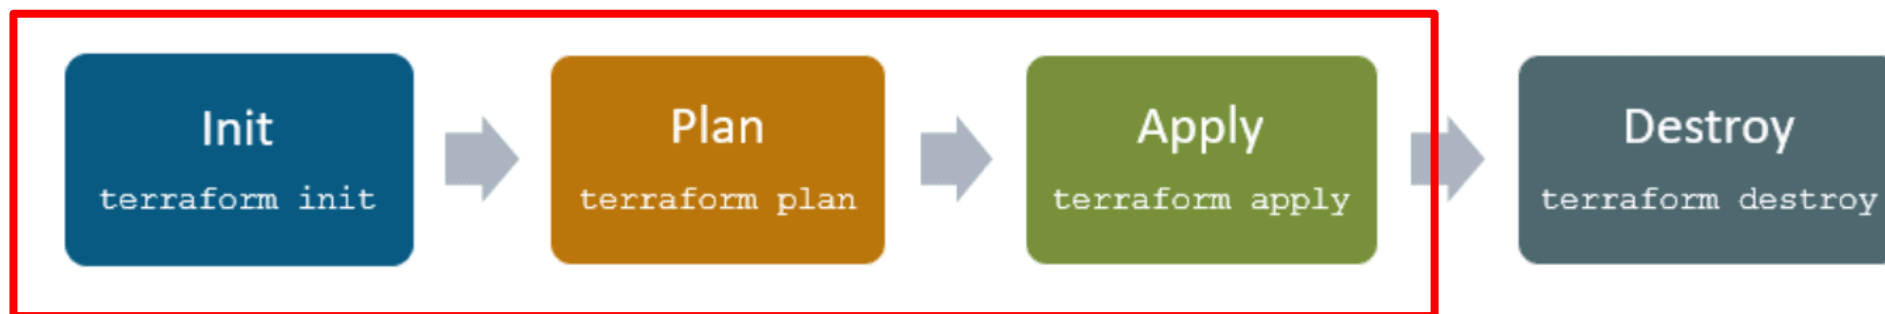 Init
terraform init
Plan
terraform plan
Apply
terraform apply
Destroy
terraform destroy